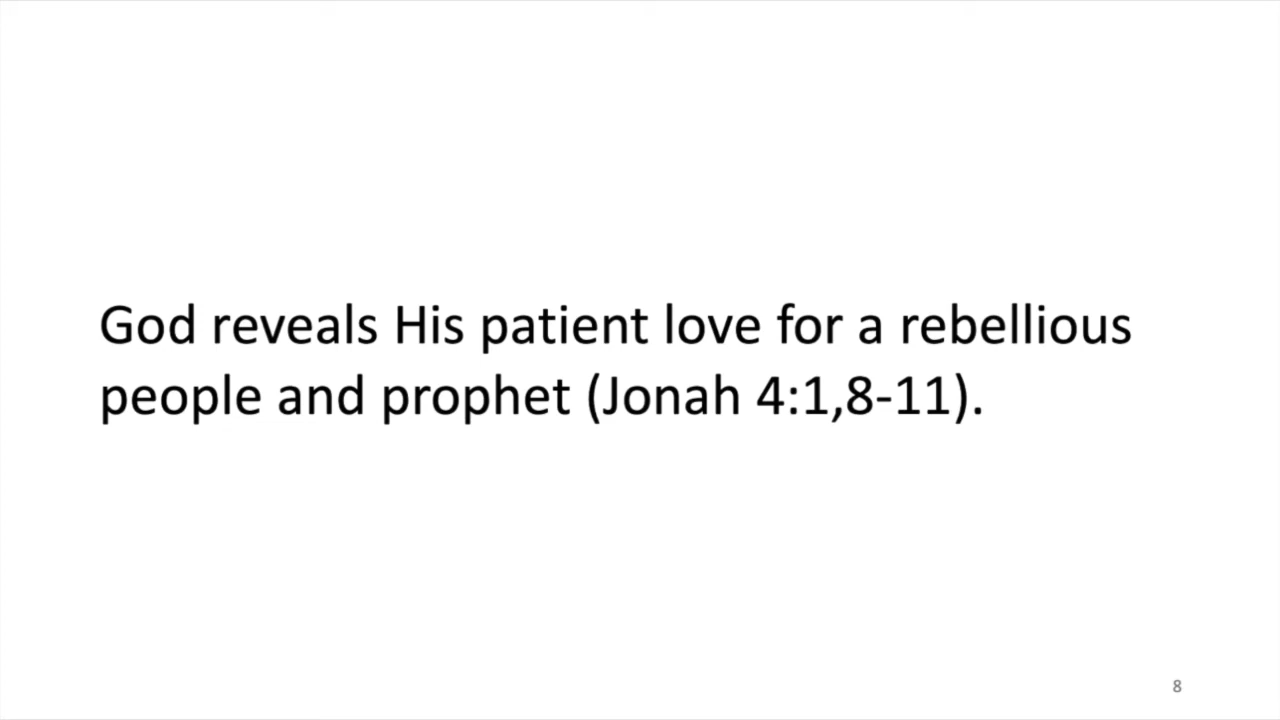 God reveals His patient love for a rebellious
people and prophet (Jonah 4:1,8-11).
8